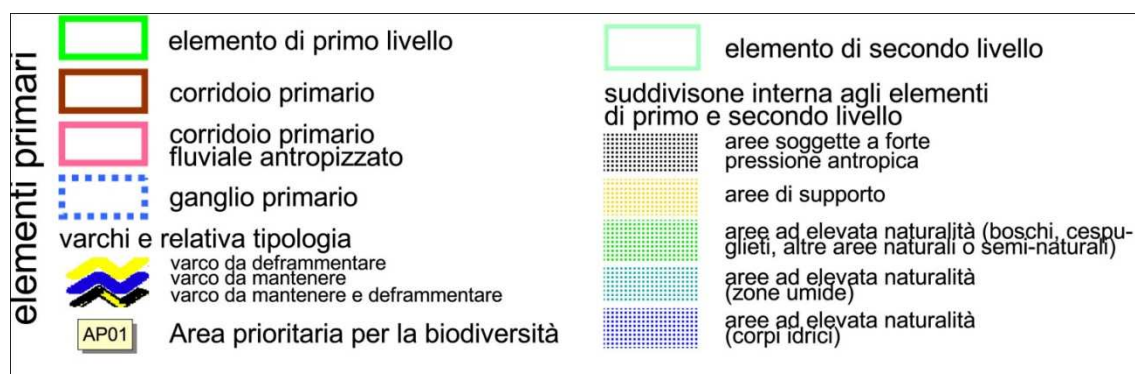 elementi primari
elemento di primo livello
corridoio primario
corridoio primario
fluviale antropizzato
ganglio primario
varchi e relativa tipologia
varco da deframmentare
varco da mantenere
varco da mantenere e deframmentare
AP01
Area prioritaria per la biodiversità
elemento di secondo livello
suddivisone interna agli elementi
di primo e secondo livello
aree soggette a forte
pressione antropica
aree di supporto
aree ad elevata naturalità (boschi, cespu-
glieti, altre aree naturali o semi-naturali)
aree ad elevata naturalità
(zone umide)
aree ad elevata naturalità
(corpi idrici)